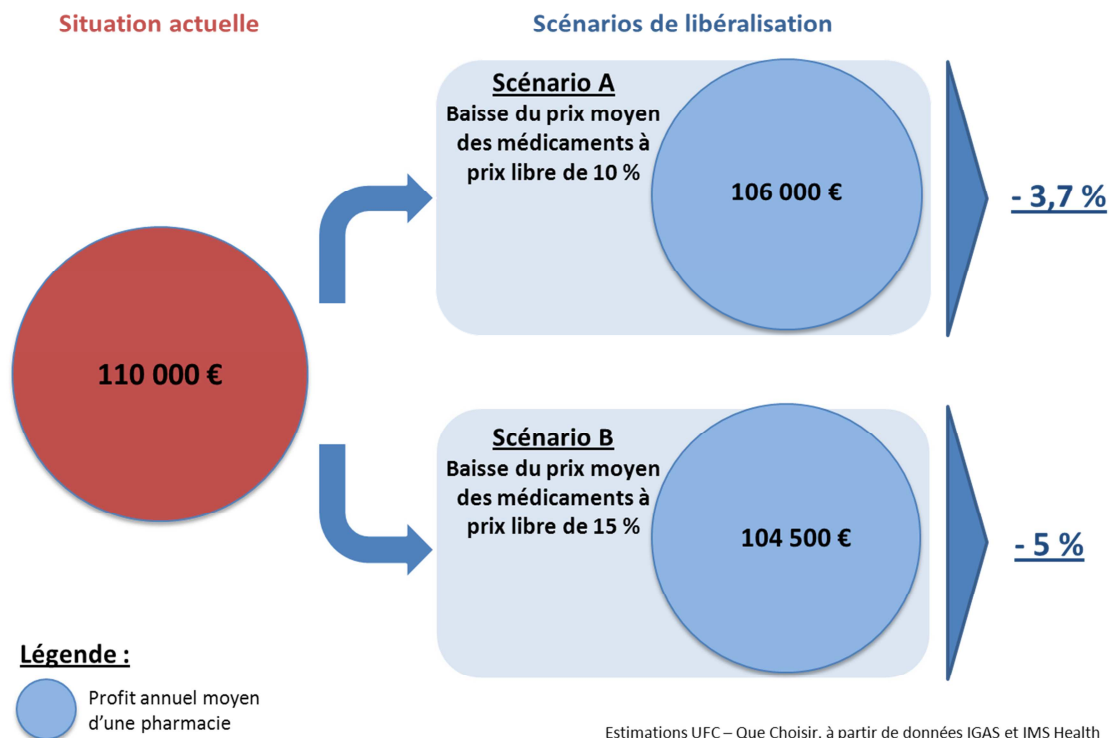 Situation actuelle
Scénarios de libéralisation
110 000 €
Scénario A
Baisse du prix moyen
des médicaments à
prix libre de 10 %
106 000 €
- 3,7 %
Scénario B
Baisse du prix moyen
des médicaments à
prix libre de 15 %
104 500 €
- 5 %
Légende :
Profit annuel moyen
d’une pharmacie
Estimations UFC – Que Choisir, à partir de données IGAS et IMS Health